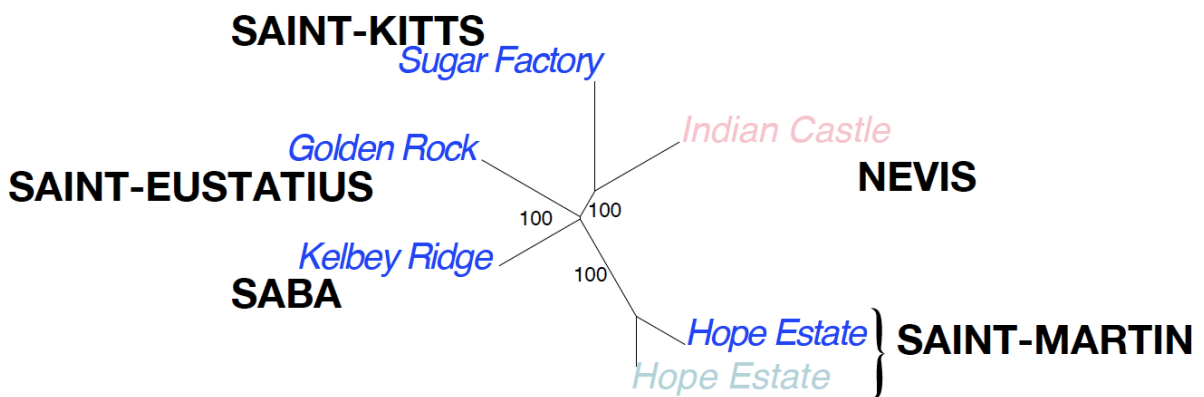 SAINT-KITTS
Sugar Factory
Indian Castle
Golden Rock
NEVIS
SAINT-EUSTATIUS
100
100
Kelbey Ridge
100
SABA
Hope Estate
SAINT-MARTIN
Hope Estate